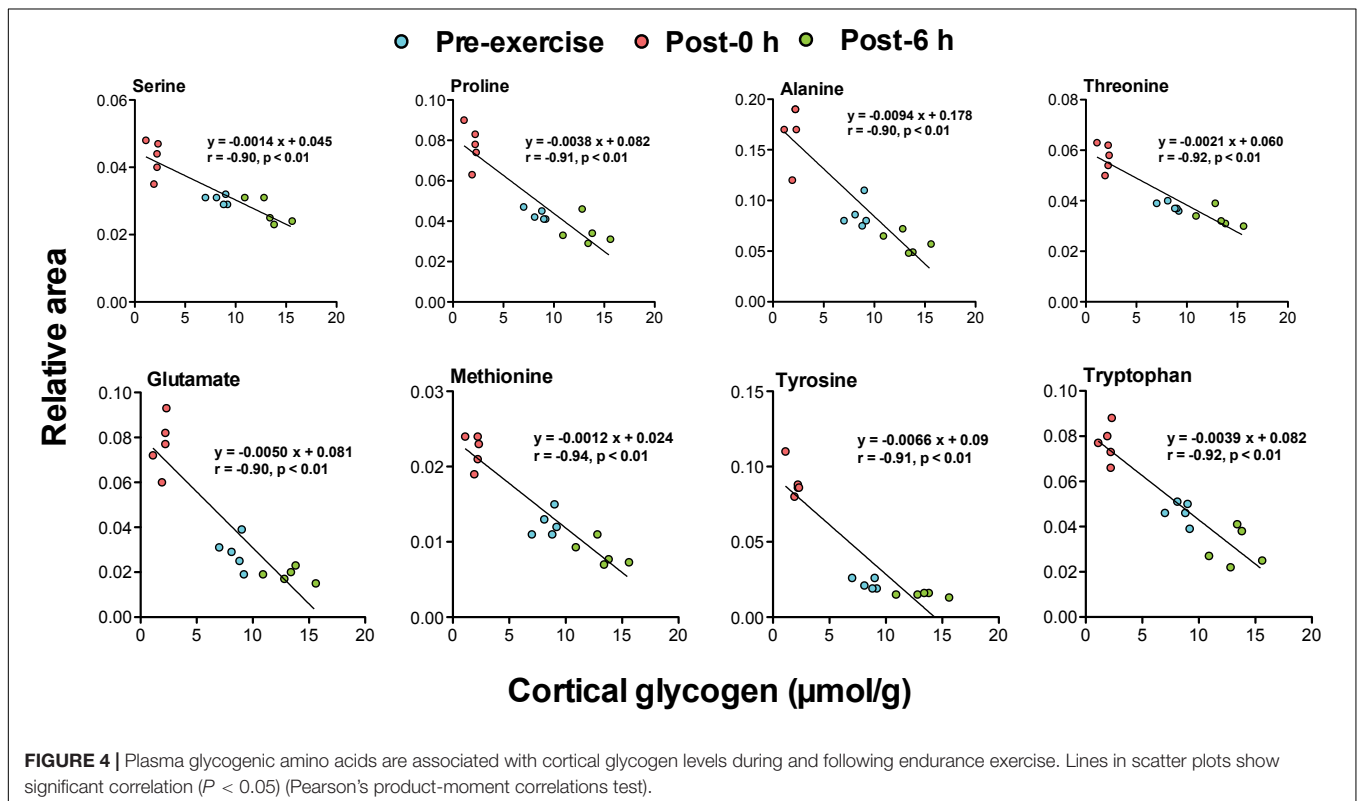 Pre-exercise Post-0 h Post-6 h
Serine
0.06
0.04
0.02
0.00
0 5 10 15 20
y = -0.0014 x + 0.045
r = -0.90, p < 0.01
Proline
0.10
0.08
0.06
0.04
0.02
0.00
0 5 10 15 20
y = -0.0038 x + 0.082
r = -0.91, p < 0.01
Alanine
0.20
0.15
0.10
0.05
0.00
0 5 10 15 20
y = -0.0094 x + 0.178
r = -0.90, p < 0.01
Threonine
0.08
0.06
0.04
0.02
0.00
0 5 10 15 20
y = -0.0021 x + 0.060
r = -0.92, p < 0.01
Relative area
Glutamate
0.10
0.08
0.06
0.04
0.02
0.00
0 5 10 15 20
y = -0.0050 x + 0.081
r = -0.90, p < 0.01
Methionine
0.03
0.02
0.01
0.00
0 5 10 15 20
y = -0.0012 x + 0.024
r = -0.94, p < 0.01
Tyrosine
0.15
0.10
0.05
0.00
0 5 10 15 20
y = -0.0066 x + 0.09
r = -0.91, p < 0.01
Tryptophan
0.10
0.08
0.06
0.04
0.02
0.00
0 5 10 15 20
y = -0.0039 x + 0.082
r = -0.92, p < 0.01
Cortical glycogen (μmol/g)
FIGURE 4 | Plasma glycogenic amino acids are associated with cortical glycogen levels during and following endurance exercise. Lines in scatter plots show
significant correlation (P < 0.05) (Pearson's product-moment correlations test).